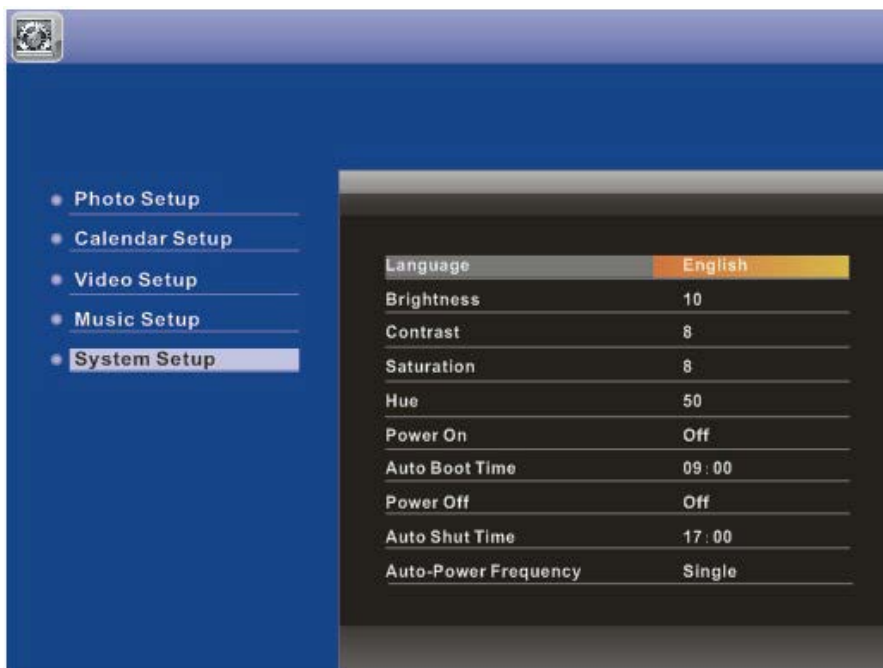 Photo Setup
Calendar Setup
Video Setup
Music Setup
System Setup
Language English
Brightness 10
Contrast 8
Saturation 8
Hue 50
Power On Off
Auto Boot Time 09:00
Power Off Off
Auto Shut Time 17:00
Auto-Power Frequency Single